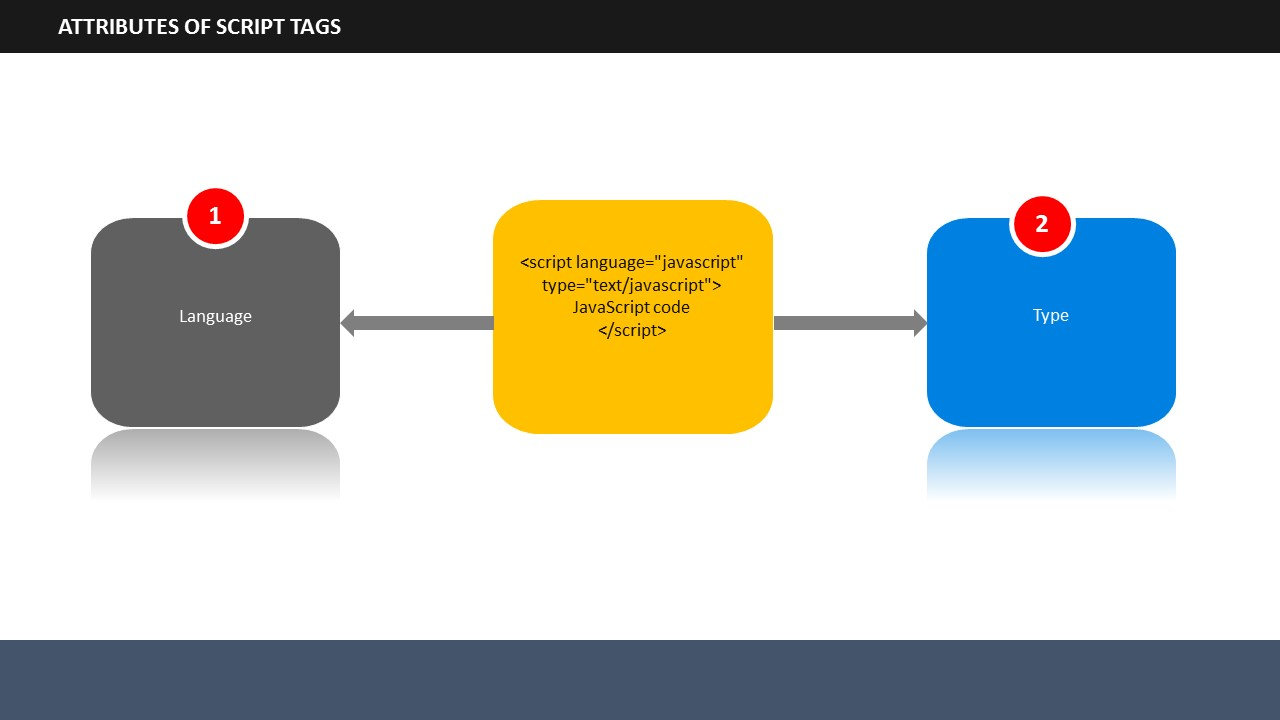 ATTRIBUTES OF SCRIPT TAGS
1
Language
<script language="javascript"
type="text/javascript">
JavaScript code
</script>
2
Type